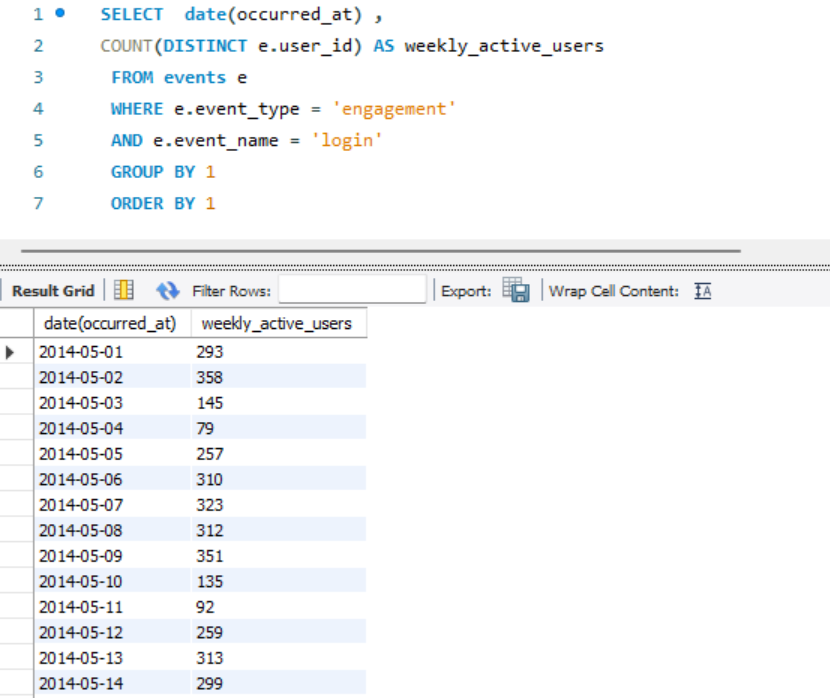 1 SELECT date(occurred_at) ,
2 COUNT(DISTINCT e.user_id) AS weekly_active_users
3 FROM events e
4 WHERE e.event_type = 'engagement'
5 AND e.event_name = 'login'
6 GROUP BY 1
7 ORDER BY 1
Result Grid Filter Rows: Export: Wrap Cell Content:
date(occurred_at) weekly_active_users
2014-05-01 293
2014-05-02 358
2014-05-03 145
2014-05-04 79
2014-05-05 257
2014-05-06 310
2014-05-07 323
2014-05-08 312
2014-05-09 351
2014-05-10 135
2014-05-11 92
2014-05-12 259
2014-05-13 313
2014-05-14 299